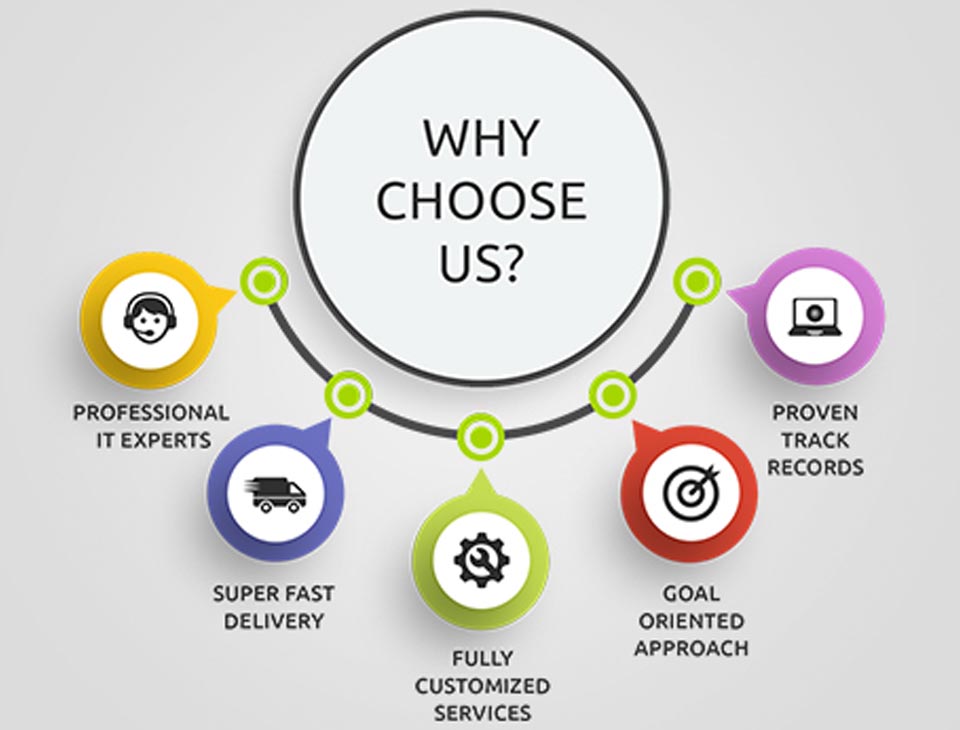 WHY
CHOOSE
US?
PROFESSIONAL
IT EXPERTS
SUPER FAST
DELIVERY
FULLY
CUSTOMIZED
SERVICES
GOAL
ORIENTED
APPROACH
PROVEN
TRACK
RECORDS